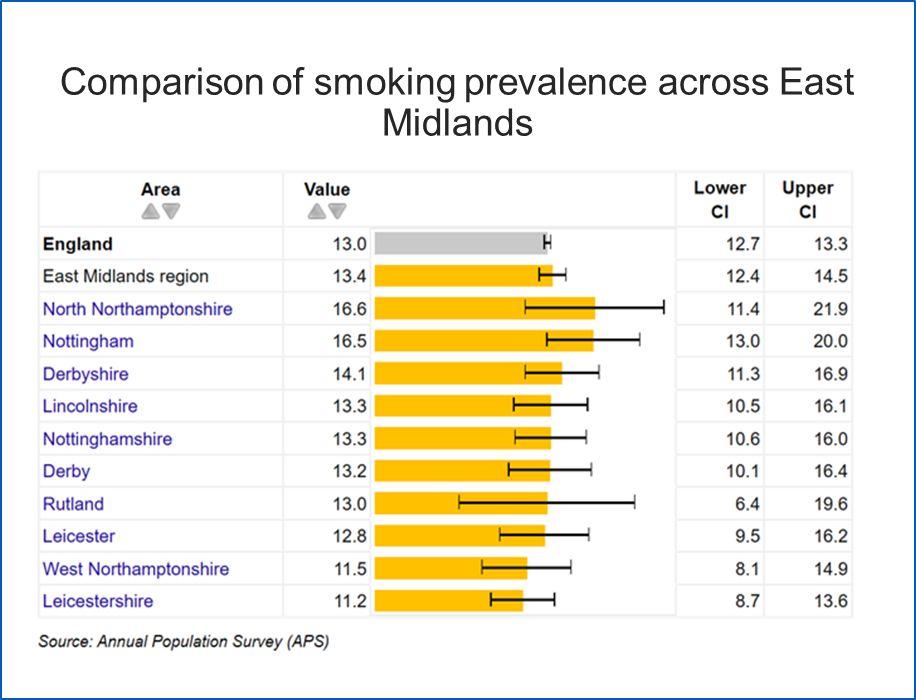 Comparison of smoking prevalence across East
Midlands
Area Value Lower CI Upper CI
England 13.0 12.7 13.3
East Midlands region 13.4 12.4 14.5
North Northamptonshire 16.6 11.4 21.9
Nottingham 16.5 13.0 20.0
Derbyshire 14.1 11.3 16.9
Lincolnshire 13.3 10.5 16.1
Nottinghamshire 13.3 10.6 16.0
Derby 13.2 10.1 16.4
Rutland 13.0 6.4 19.6
Leicester 12.8 9.5 16.2
West Northamptonshire 11.5 8.1 14.9
Leicestershire 11.2 8.7 13.6
Source: Annual Population Survey (APS)